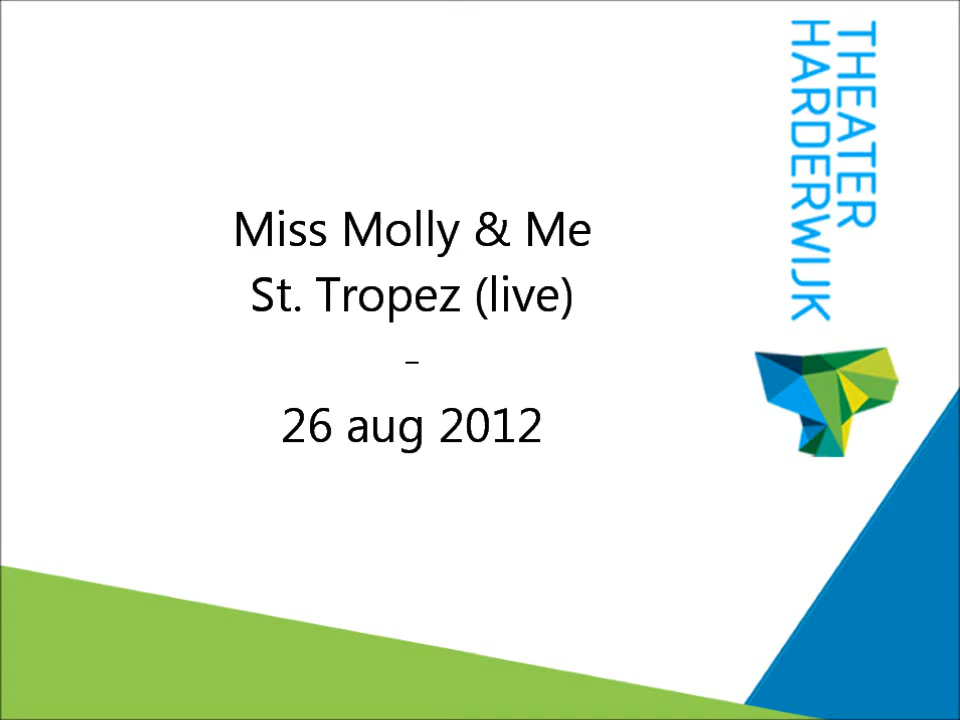 Miss Molly & Me
St. Tropez (live)
-
26 aug 2012
THEATER
HARDERWIJK